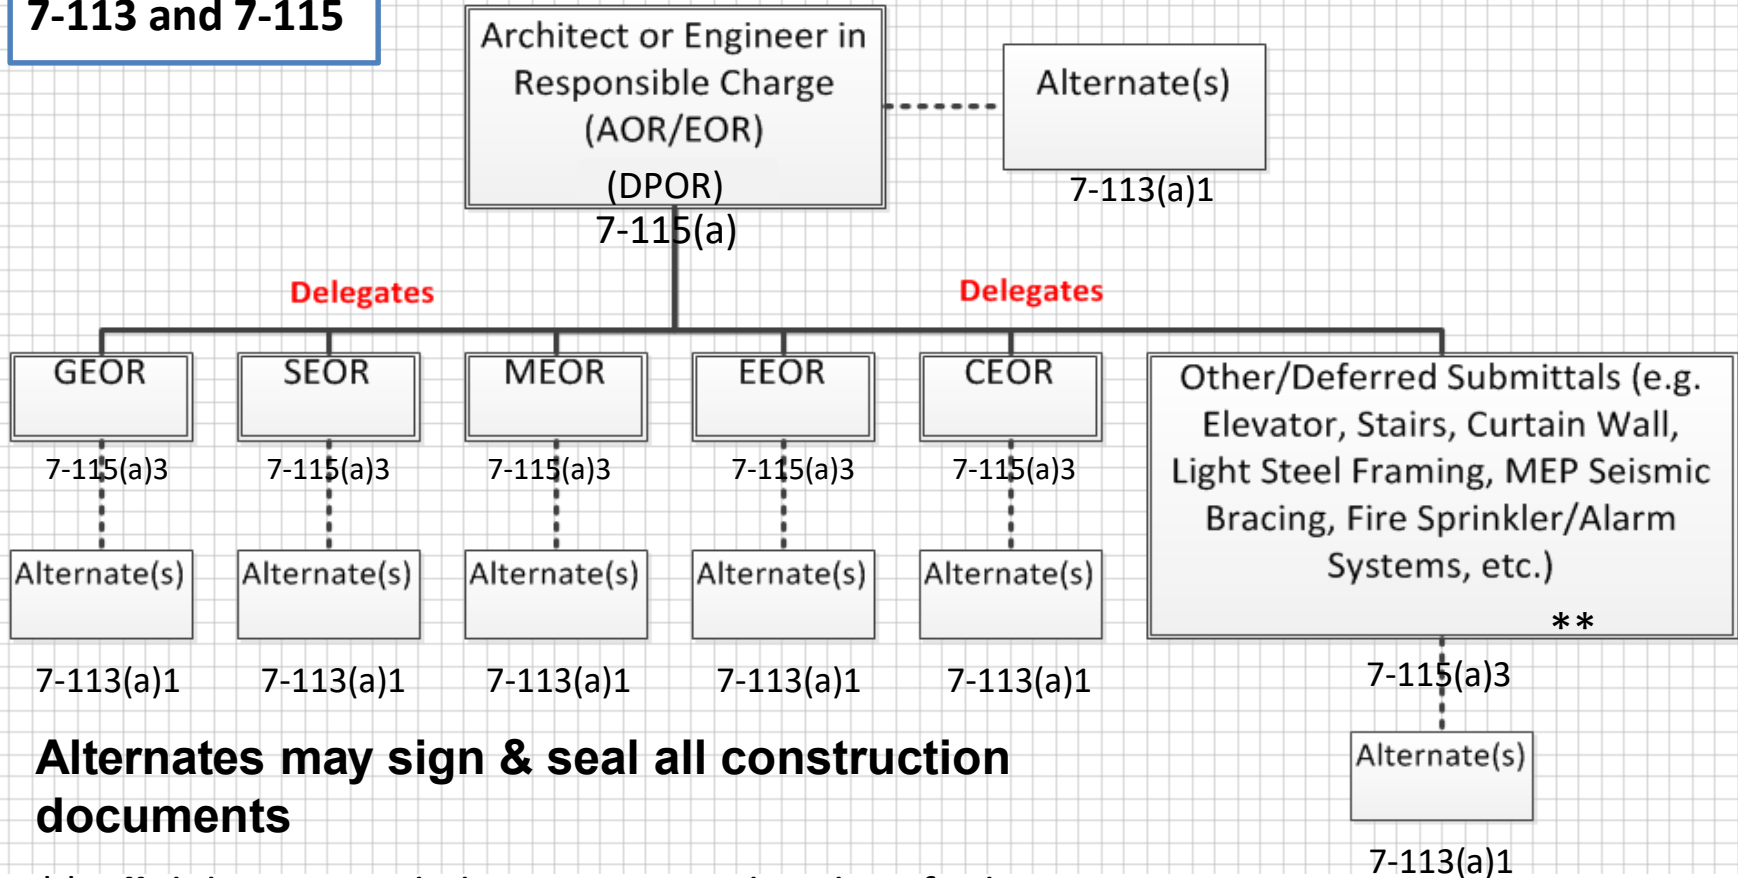 7-113 and 7-115
Architect or Engineer in
Responsible Charge
(AOR/EOR)
(DPOR)
7-115(a)
Alternate(s)
7-113(a)1
Delegates
Delegates
GEOR
SEOR
MEOR
EEOR
CEOR
7-115(a)3
7-115(a)3
7-115(a)3
7-115(a)3
7-115(a)3
Other/Deferred Submittals (e.g.
Elevator, Stairs, Curtain Wall,
Light Steel Framing, MEP Seismic
Bracing, Fire Sprinkler/Alarm
Systems, etc.)
**
7-115(a)3
Alternate(s)
Alternate(s)
Alternate(s)
Alternate(s)
Alternate(s)
7-113(a)1
7-113(a)1
7-113(a)1
7-113(a)1
7-113(a)1
Alternate(s)
7-113(a)1
Alternates may sign & seal all construction
documents